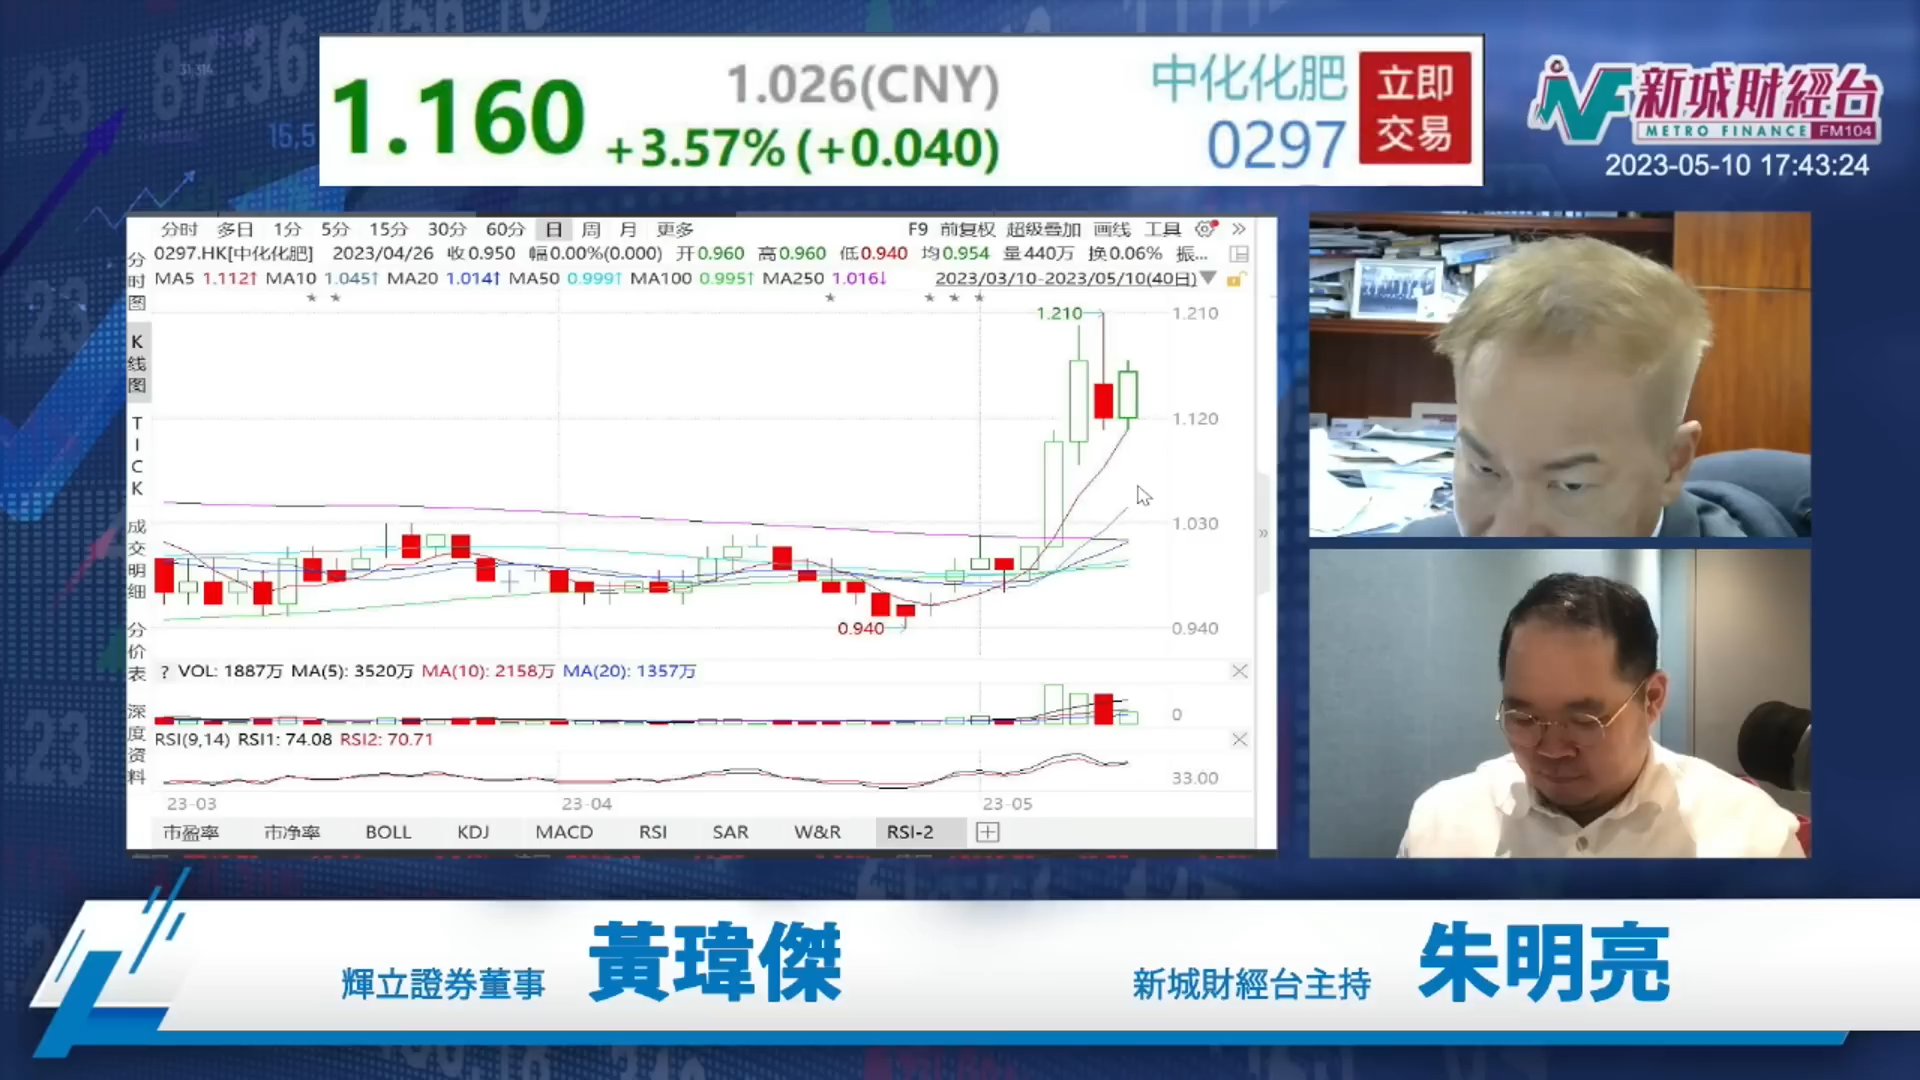 1.160
1.026(CNY)
+3.57% (+0.040)
中化化肥
0297
立即
交易
新城財經台
METRO FINANCE FM104
2023-05-10 17:43:24
分时 多日 1分 5分 15分 30分 60分 日 周 月 更多 F9 前复权 超级叠加 画线 工具
0297.HK[中化化肥] 2023/04/26 收0.950 幅0.00%(0.000) 开0.960 高0.960 低0.940 均0.954 量440万 换0.06% 振...
MA5 1.112↑ MA10 1.045↑ MA20 1.014↑ MA50 0.999↑ MA100 0.995↑ MA250 1.016↓ 2023/03/10-2023/05/10(40日)
分时图
K线图
TICK
成交明细
分价表
深度资料
1.210
1.210
1.120
1.030
0.940
0.940
? VOL: 1887万 MA(5): 3520万 MA(10): 2158万 MA(20): 1357万
0
RSI(9,14) RSI1: 74.08 RSI2: 70.71
33.00
23-03 23-04 23-05
市盈率 市净率 BOLL KDJ MACD RSI SAR W&R RSI-2
輝立證券董事 黃瑋傑
新城財經台主持 朱明亮